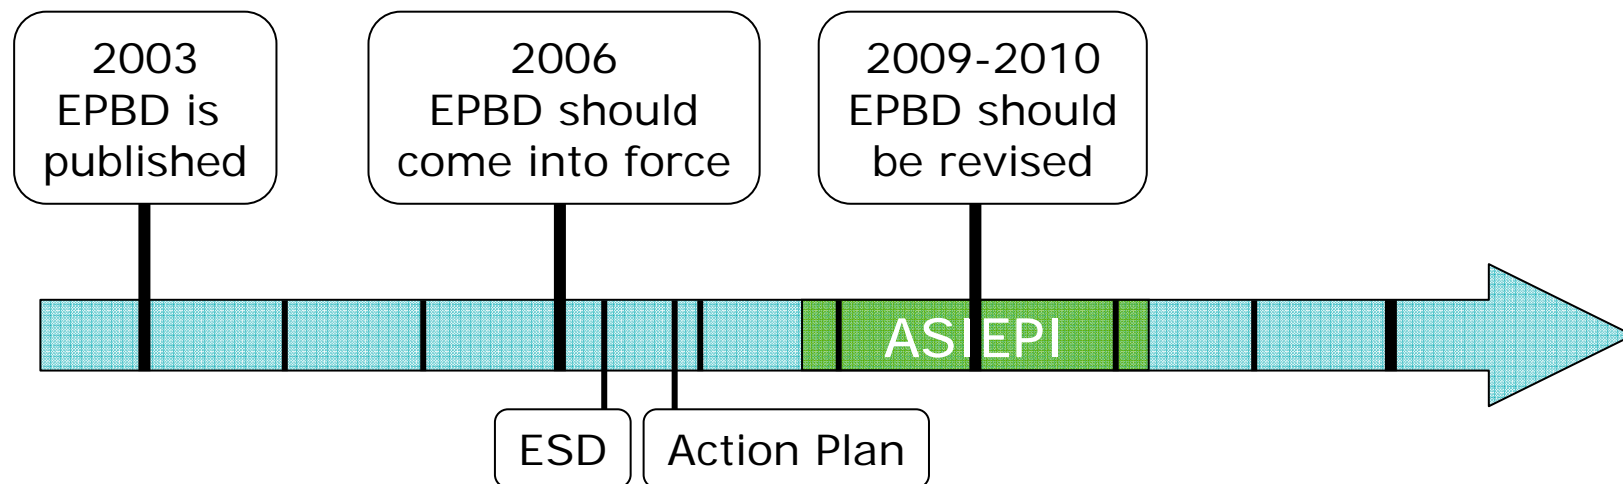 2003
EPBD is
published
2006
EPBD should
come into force
2009-2010
EPBD should
be revised
ASIEPI
ESD
Action Plan